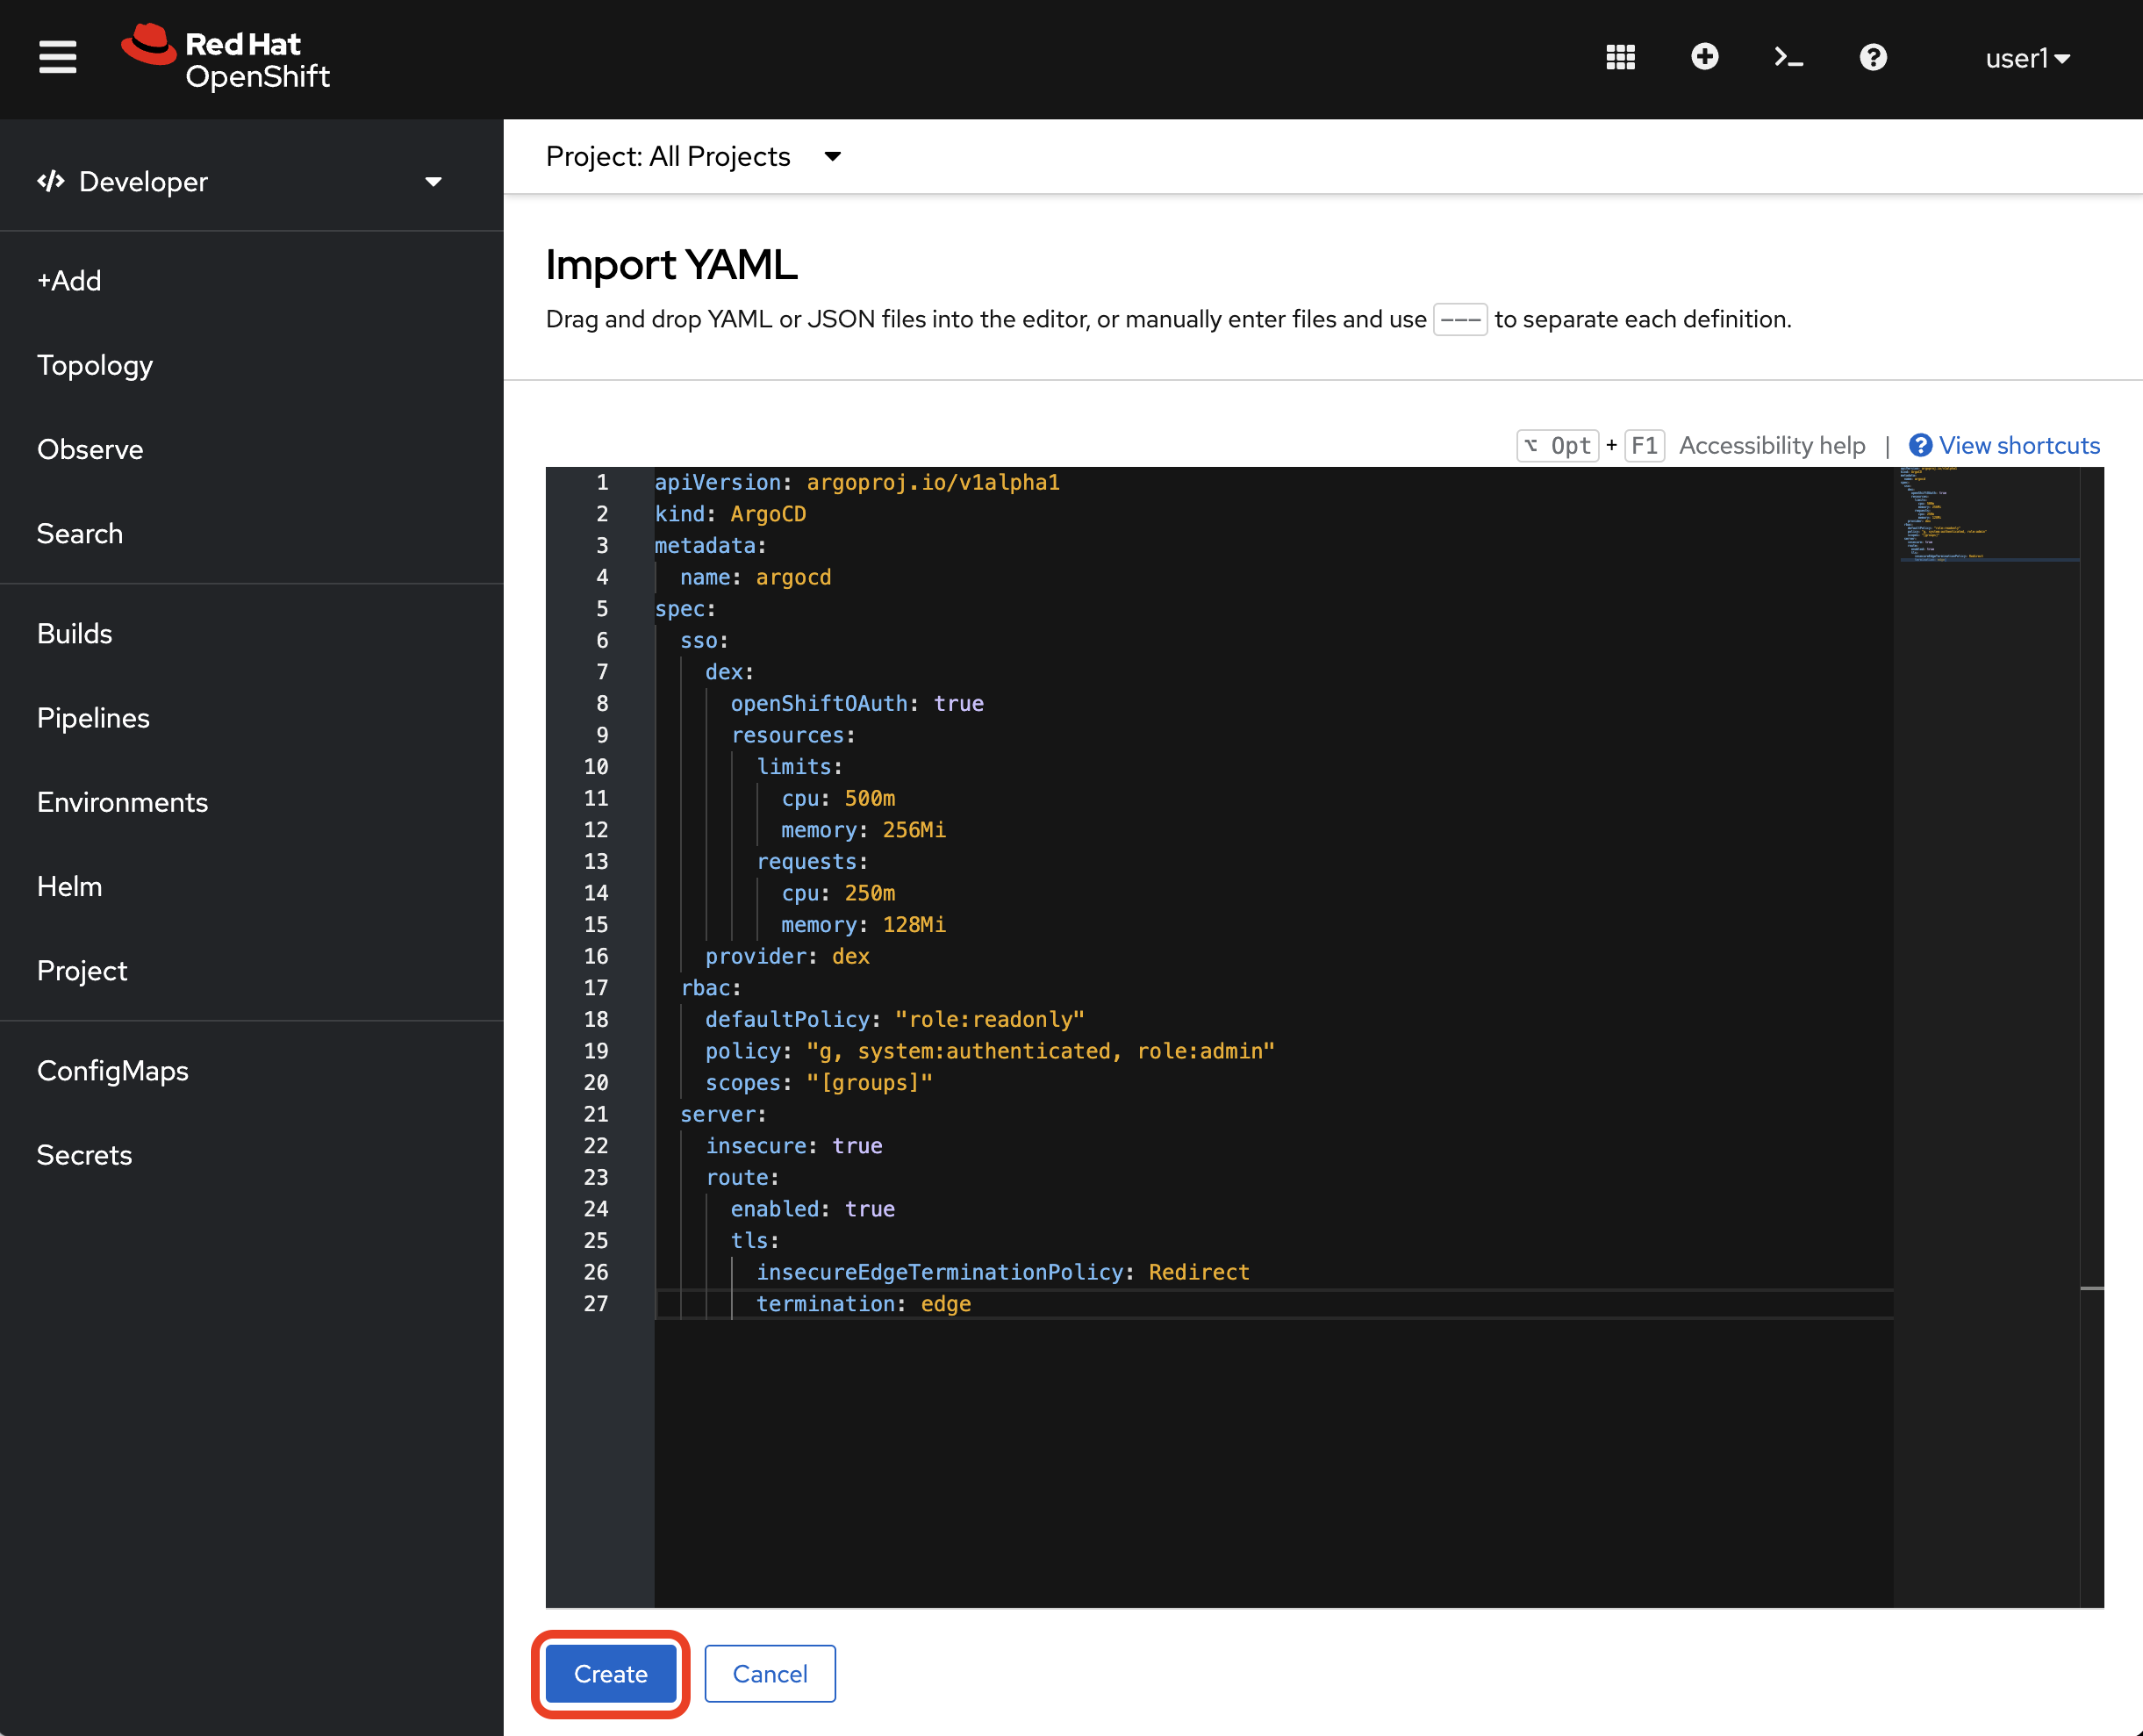 Red Hat
OpenShift
user1
Developer
+Add
Topology
Observe
Search
Builds
Pipelines
Environments
Helm
Project
ConfigMaps
Secrets
Project: All Projects
Import YAML
Drag and drop YAML or JSON files into the editor, or manually enter files and use --- to separate each definition.
⌥ Opt + F1 Accessibility help | View shortcuts
1 apiVersion: argoproj.io/v1alpha1
2 kind: ArgoCD
3 metadata:
4   name: argocd
5 spec:
6   sso:
7     dex:
8       openShiftOAuth: true
9       resources:
10         limits:
11           cpu: 500m
12           memory: 256Mi
13         requests:
14           cpu: 250m
15           memory: 128Mi
16     provider: dex
17   rbac:
18     defaultPolicy: "role:readonly"
19     policy: "g, system:authenticated, role:admin"
20     scopes: "[groups]"
21   server:
22     insecure: true
23     route:
24       enabled: true
25       tls:
26         insecureEdgeTerminationPolicy: Redirect
27         termination: edge
Create
Cancel